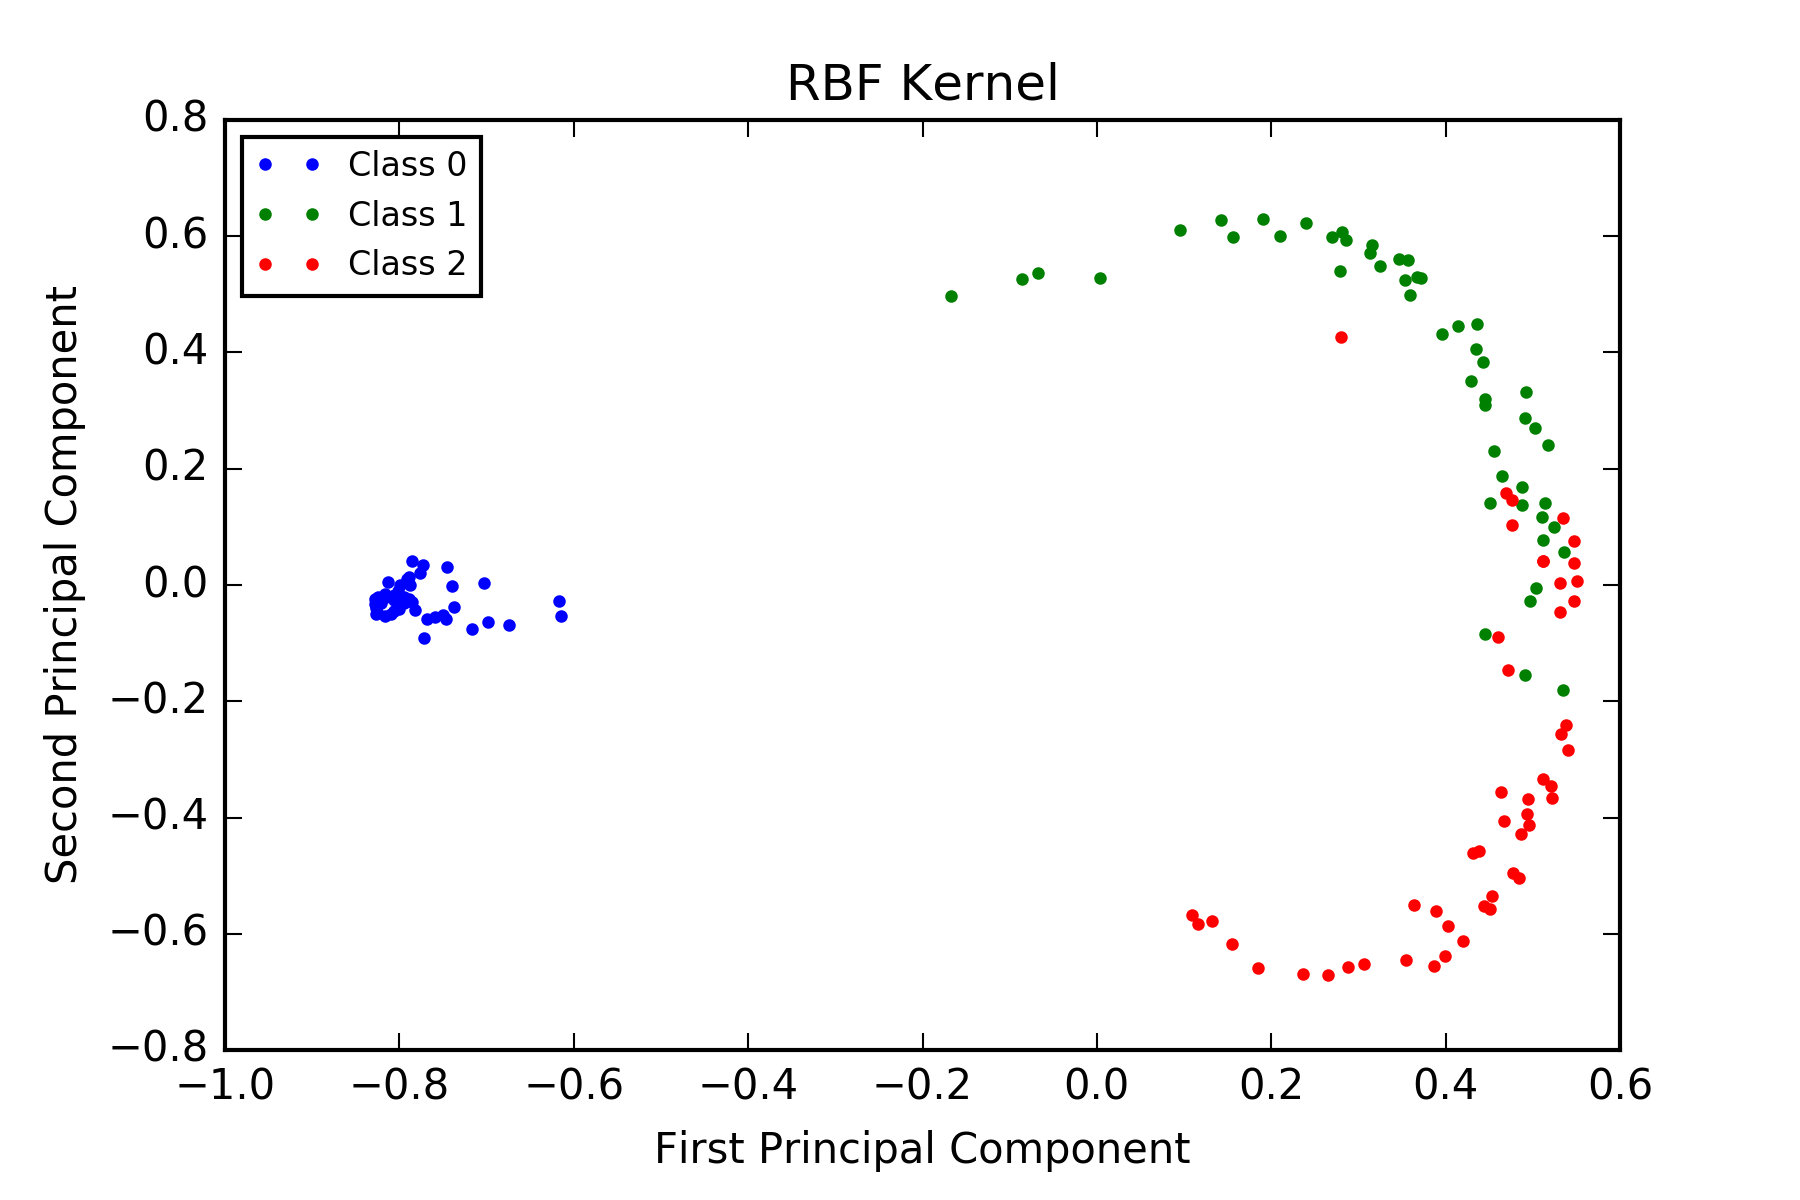 RBF Kernel
Class 0
Class 1
Class 2
0.8
0.6
0.4
0.2
0.0
−0.2
−0.4
−0.6
−0.8
Second Principal Component
−1.0 −0.8 −0.6 −0.4 −0.2 0.0 0.2 0.4 0.6
First Principal Component